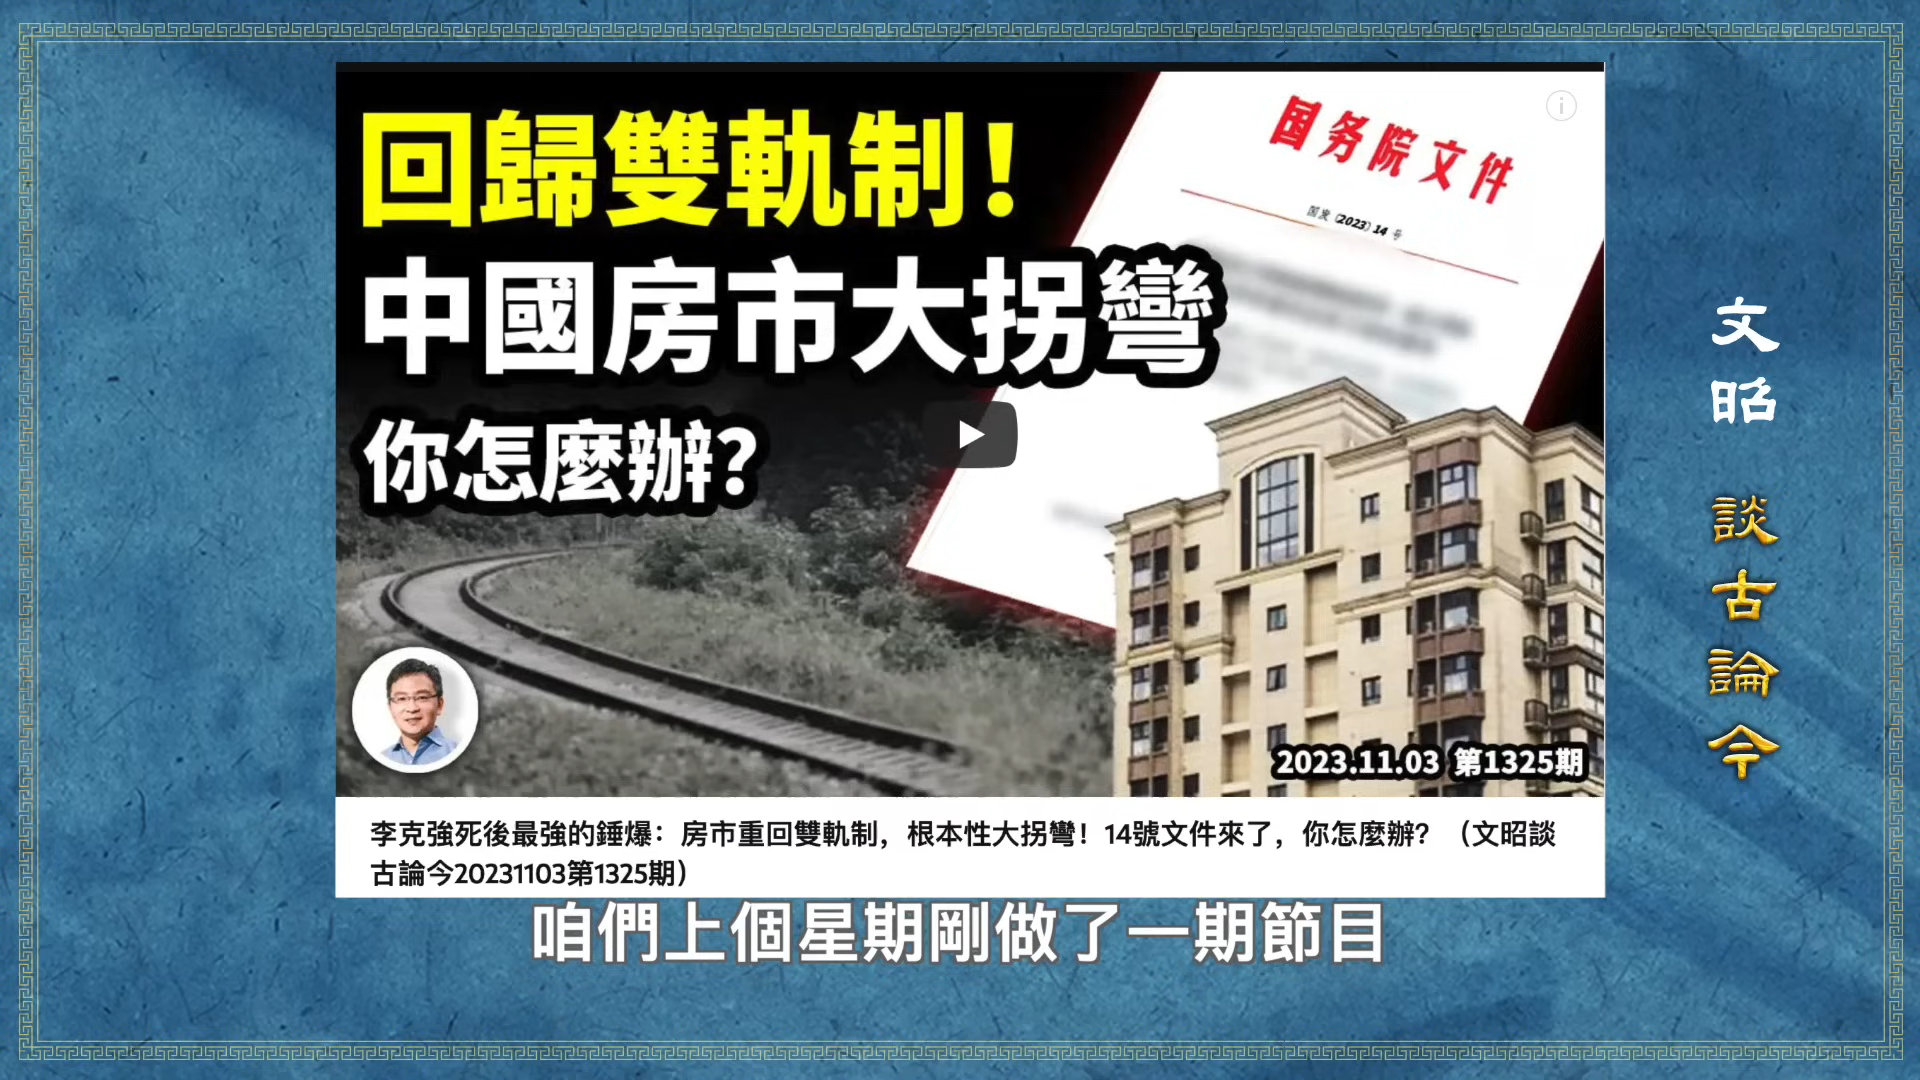 回歸雙軌制！
中國房市大拐彎
你怎麼辦？
国务院文件
国发〔2023〕14 号
2023.11.03 第1325期
李克強死後最強的錘爆：房市重回雙軌制，根本性大拐彎！14號文件來了，你怎麼辦？（文昭談
古論今20231103第1325期）
咱們上個星期剛做了一期節目
文昭 談古論今